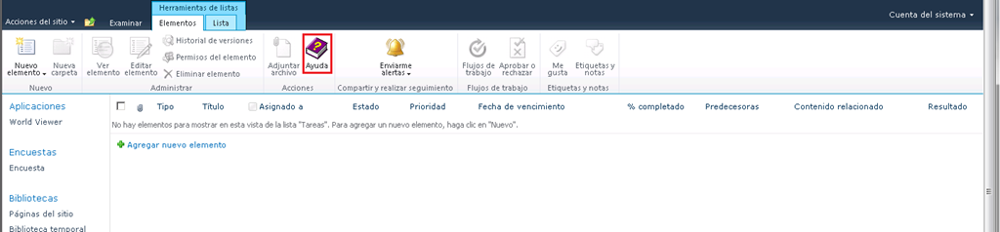 Herramientas de listas
Acciones del sitio Examinar Elementos Lista Cuenta del sistema
Nuevo elemento
Nueva carpeta
Ver elemento
Editar elemento
Historial de versiones
Permisos del elemento
Eliminar elemento
Adjuntar archivo
Ayuda
Enviarme alertas
Flujos de trabajo
Aprobar o rechazar
Me gusta
Etiquetas y notas
Nuevo Administrar Acciones Compartir y realizar seguimiento Flujos de trabajo Etiquetas y notas
Aplicaciones
World Viewer
Encuestas
Encuesta
Bibliotecas
Páginas del sitio
Biblioteca temporal
Tipo Título Asignado a Estado Prioridad Fecha de vencimiento % completado Predecesoras Contenido relacionado Resultado
No hay elementos para mostrar en esta vista de la lista "Tareas". Para agregar un nuevo elemento, haga clic en "Nuevo".
Agregar nuevo elemento